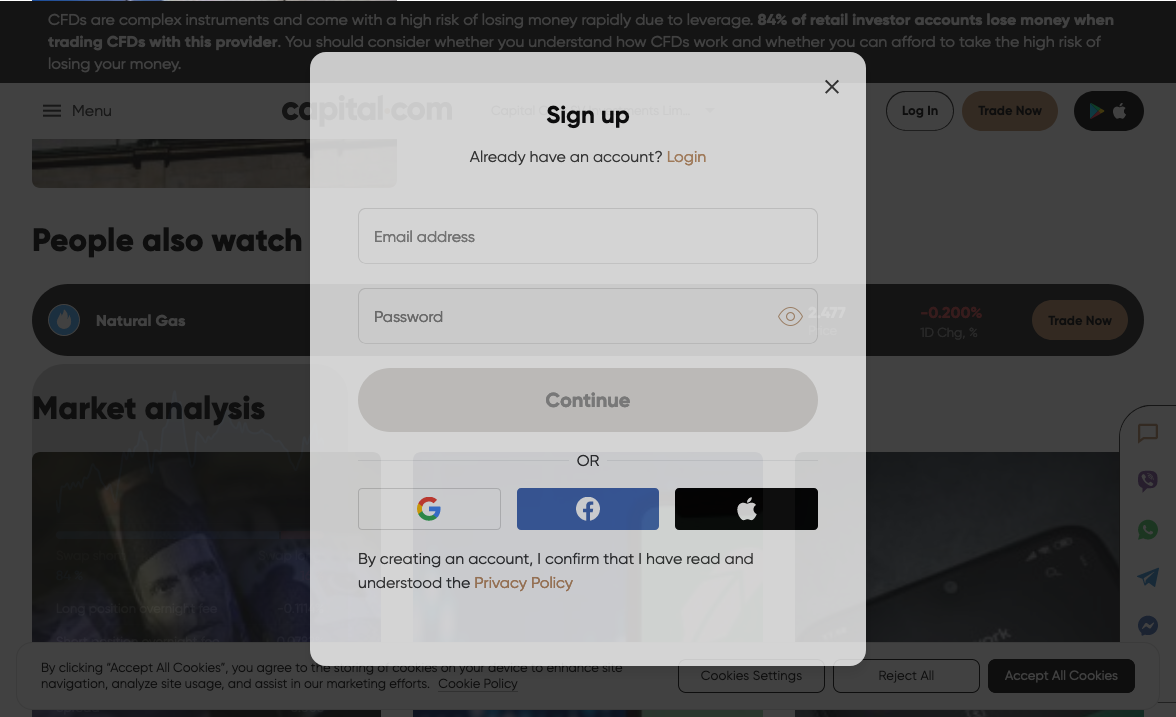 CFDs are complex instruments and come with a high risk of losing money rapidly due to leverage. 84% of retail investor accounts lose money when
trading CFDs with this provider. You should consider whether you understand how CFDs work and whether you can afford to take the high risk of
losing your money.
Menu
capital.com
Log In
Trade Now
Sign up
Already have an account? Login
Email address
People also watch
Natural Gas
Password
2.477
-0.200%
1D Chg, %
Trade Now
Continue
Market analysis
OR
By creating an account, I confirm that I have read and
understood the Privacy Policy
Long position overnight fee
By clicking “Accept All Cookies”, you agree to the storing of cookies on your device to enhance site
navigation, analyze site usage, and assist in our marketing efforts. Cookie Policy
Cookies Settings
Reject All
Accept All Cookies